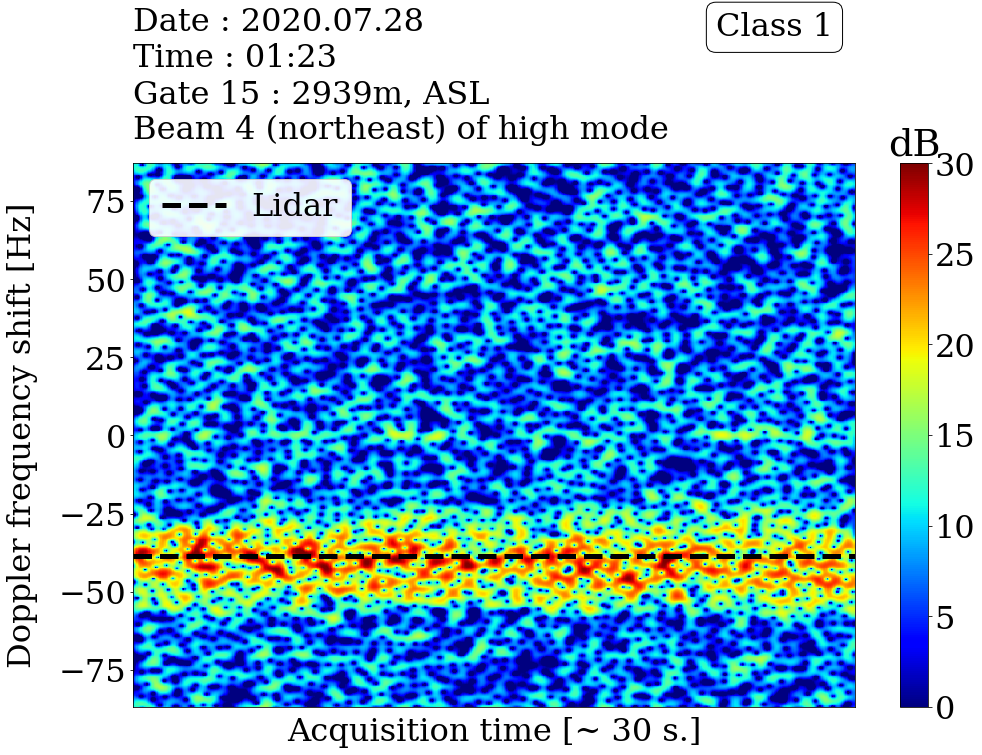 Date : 2020.07.28
Time : 01:23
Gate 15 : 2939m, ASL
Beam 4 (northeast) of high mode
Class 1
dB
Lidar
Doppler frequency shift [Hz]
75
50
25
0
−25
−50
−75
30
25
20
15
10
5
0
Acquisition time [~ 30 s.]